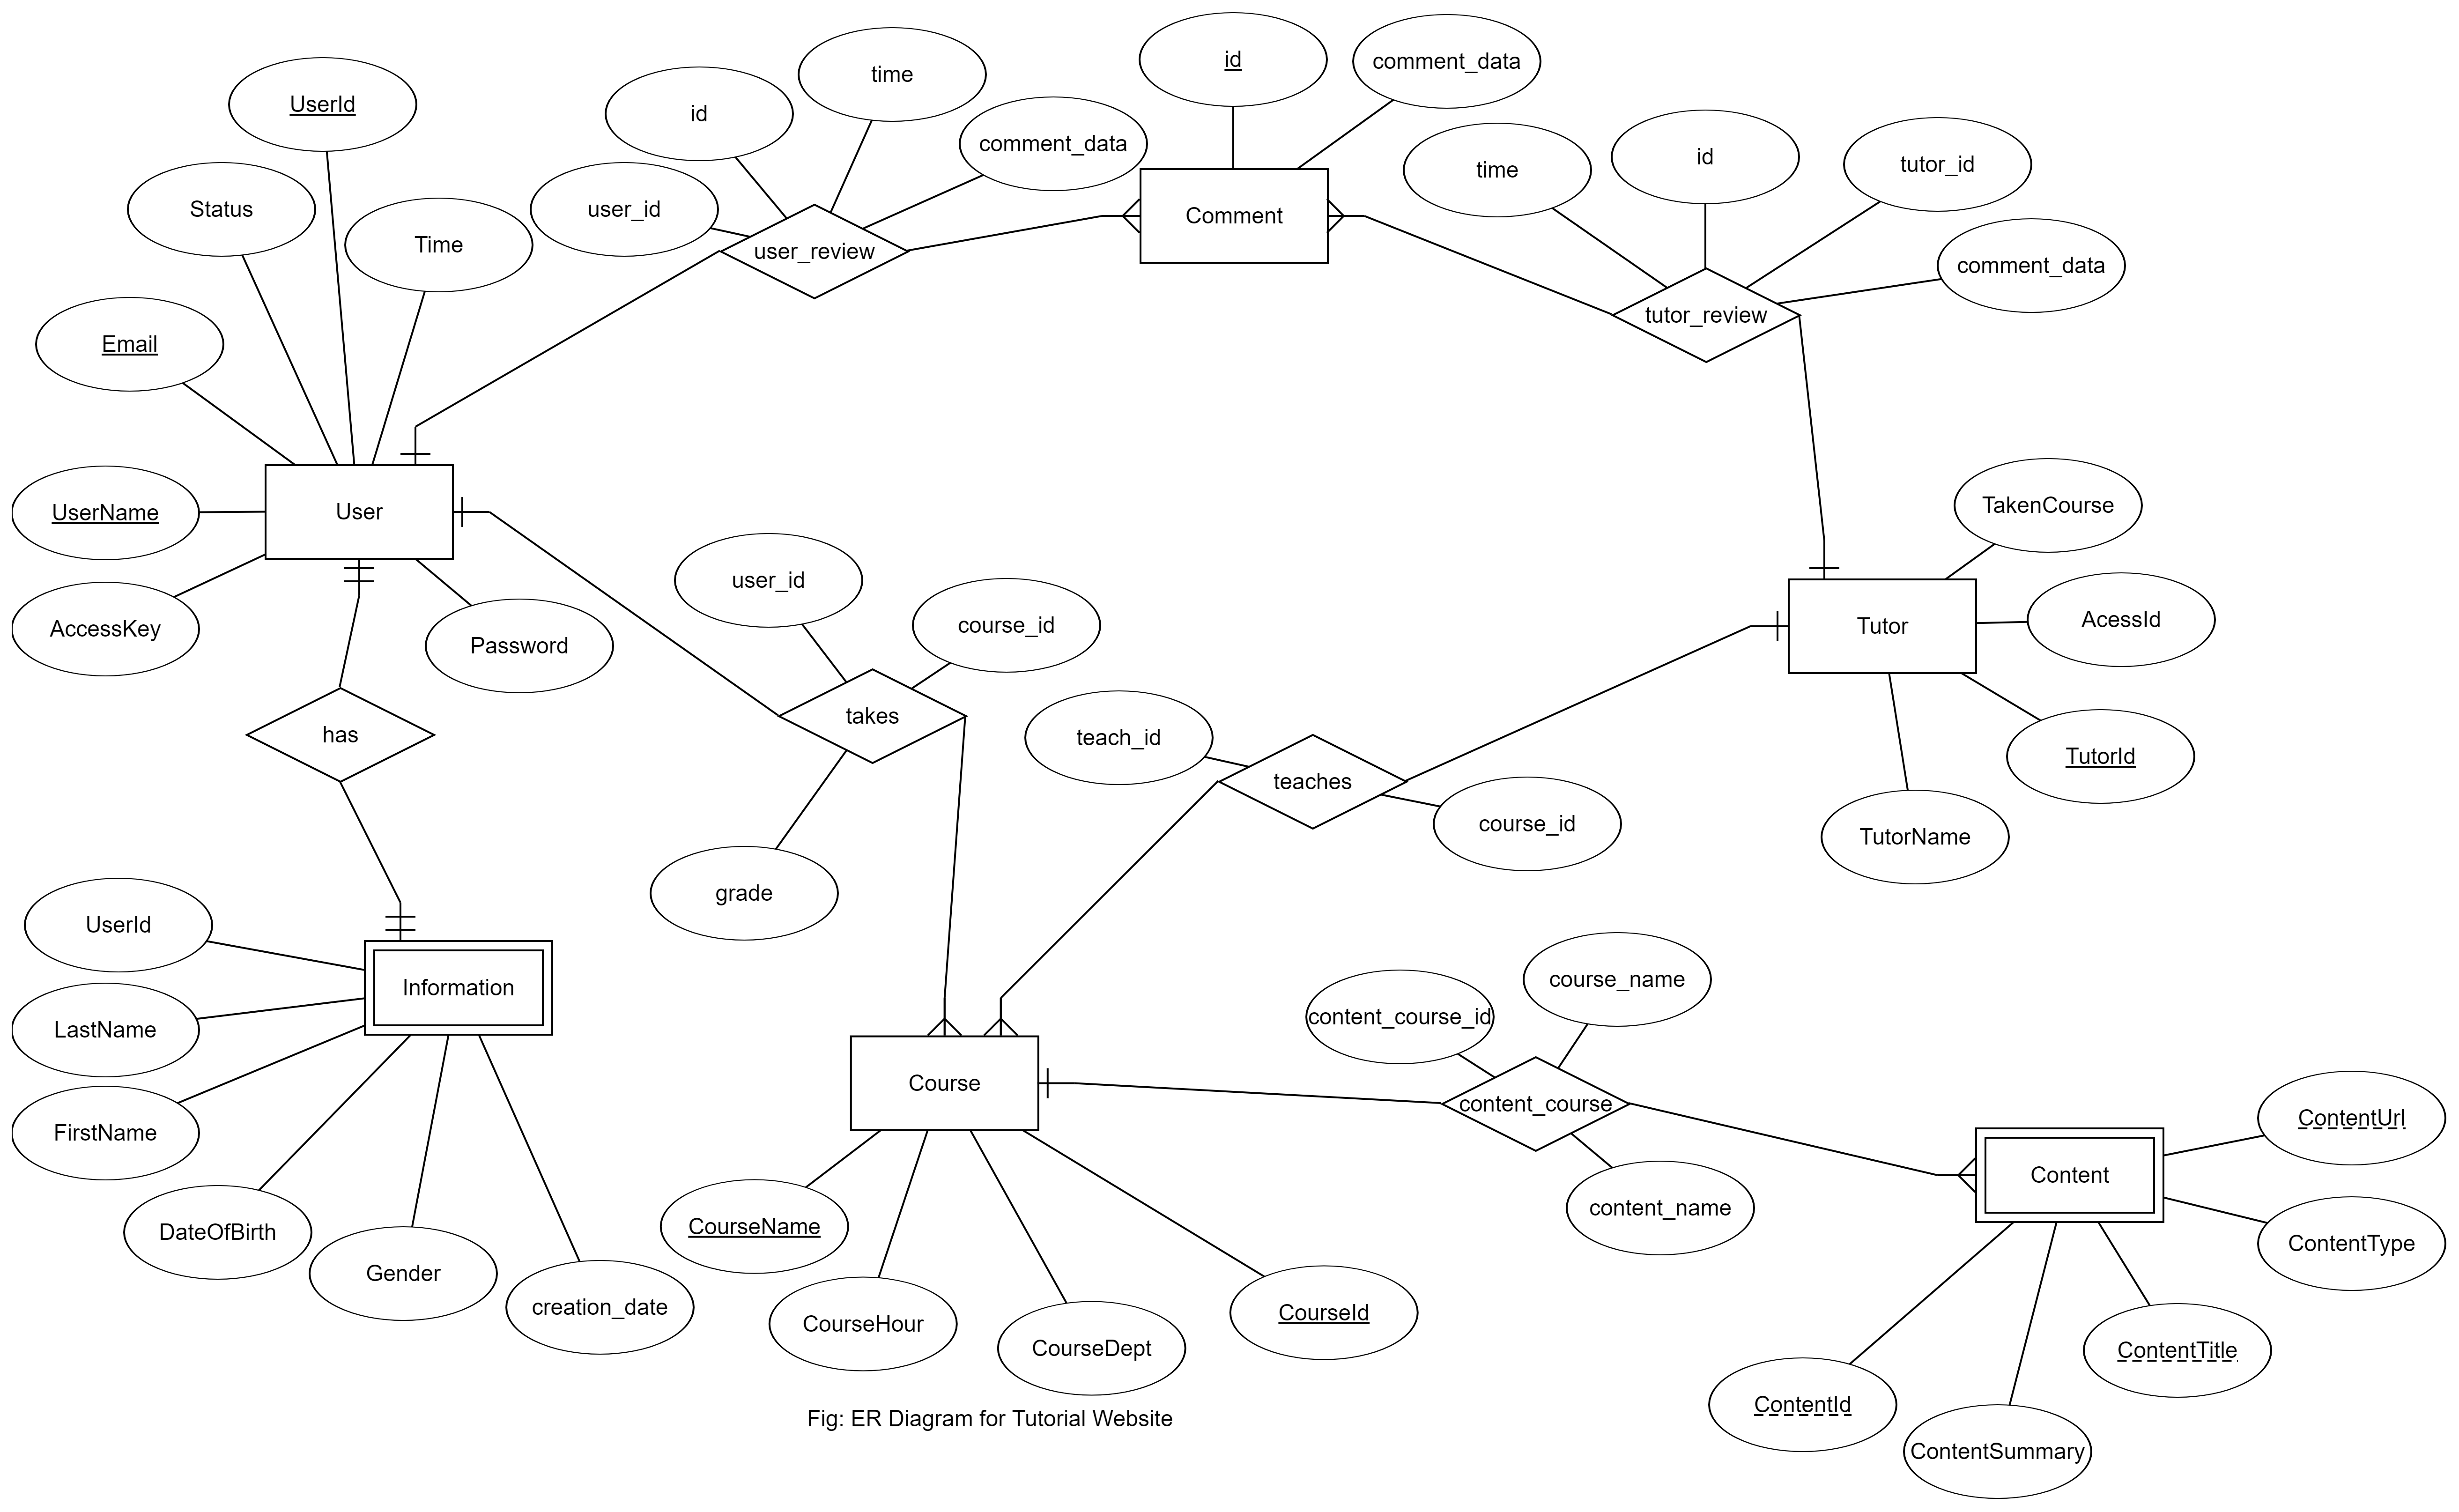 id
comment_data
time
UserId
id
comment_data
id
tutor_id
time
Status
user_id
Comment
Time
user_review
comment_data
tutor_review
Email
TakenCourse
User
UserName
user_id
AcessId
course_id
Tutor
AccessKey
Password
takes
has
teach_id
TutorId
teaches
course_id
TutorName
grade
UserId
course_name
Information
content_course_id
LastName
Course
content_course
ContentUrl
FirstName
Content
content_name
CourseName
DateOfBirth
ContentType
Gender
creation_date
CourseId
CourseHour
CourseDept
ContentTitle
ContentId
Fig: ER Diagram for Tutorial Website
ContentSummary